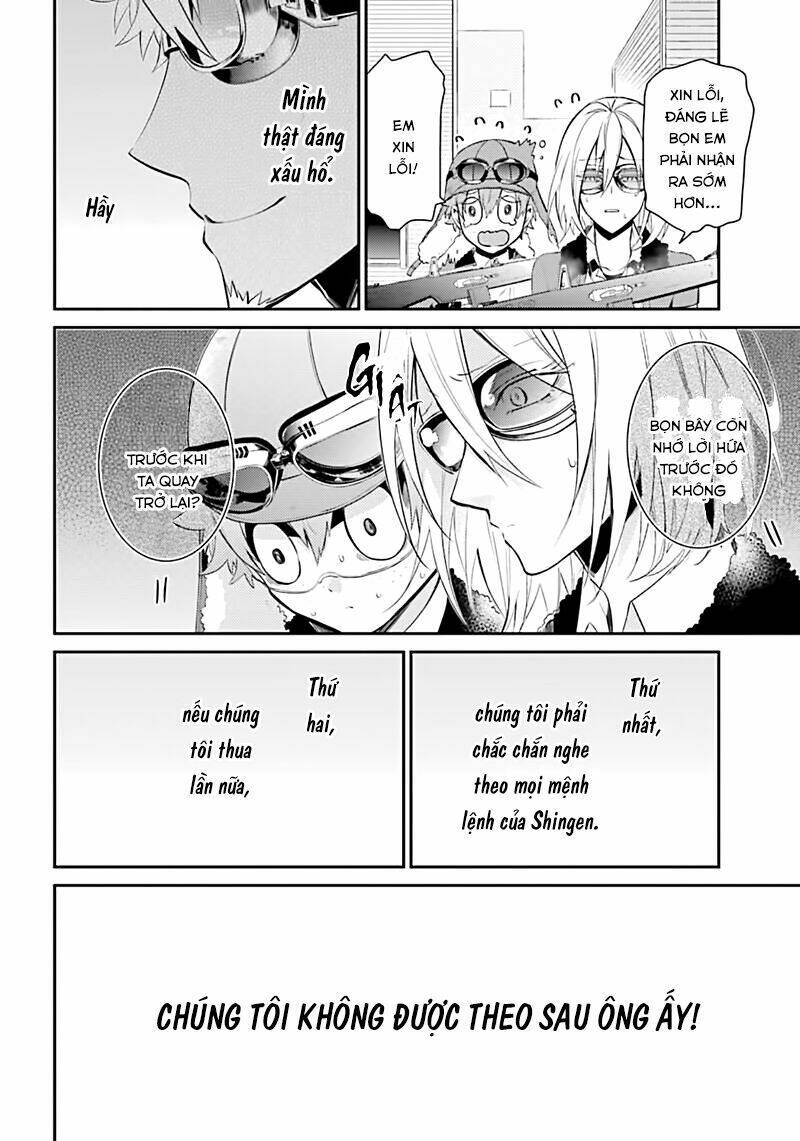 XIN LỖI,
ĐÁNG LẼ
BỌN EM
PHẢI NHẬN
RA SỚM
HƠN...
EM
XIN LỖI!
Mình
thật đáng
xấu hổ.
Hầy
BỌN BÂY CÒN
NHỚ LỜI HỨA
TRƯỚC ĐÓ
KHÔNG
GIẬT
TRƯỚC KHI
TA QUAY
TRỞ LẠI?
Thứ
nhất,
chúng tôi phải
chắc chắn nghe
theo mọi mệnh
lệnh của Shingen.
Thứ
hai,
nếu chúng
tôi thua
lần nữa,
CHÚNG TÔI KHÔNG ĐƯỢC THEO SAU ÔNG ẤY!